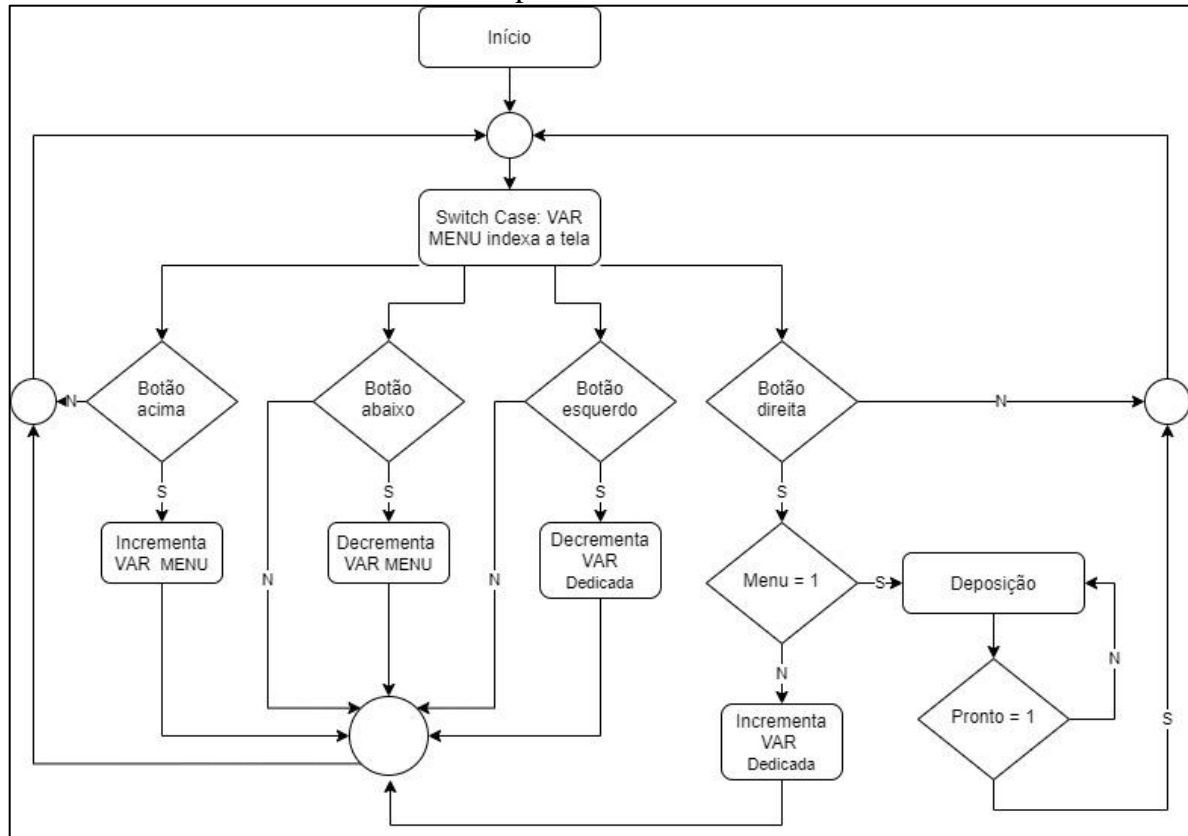 Início
Switch Case: VAR
MENU indexa a tela
Botão
acima
Botão
abaixo
Botão
esquerdo
Botão
direita
N
N
S
S
S
S
Incrementa
VAR MENU
Decrementa
VAR MENU
Decrementa
VAR
Dedicada
Menu = 1
S
Deposição
N
N
N
N
Incrementa
VAR
Dedicada
Pronto = 1
S